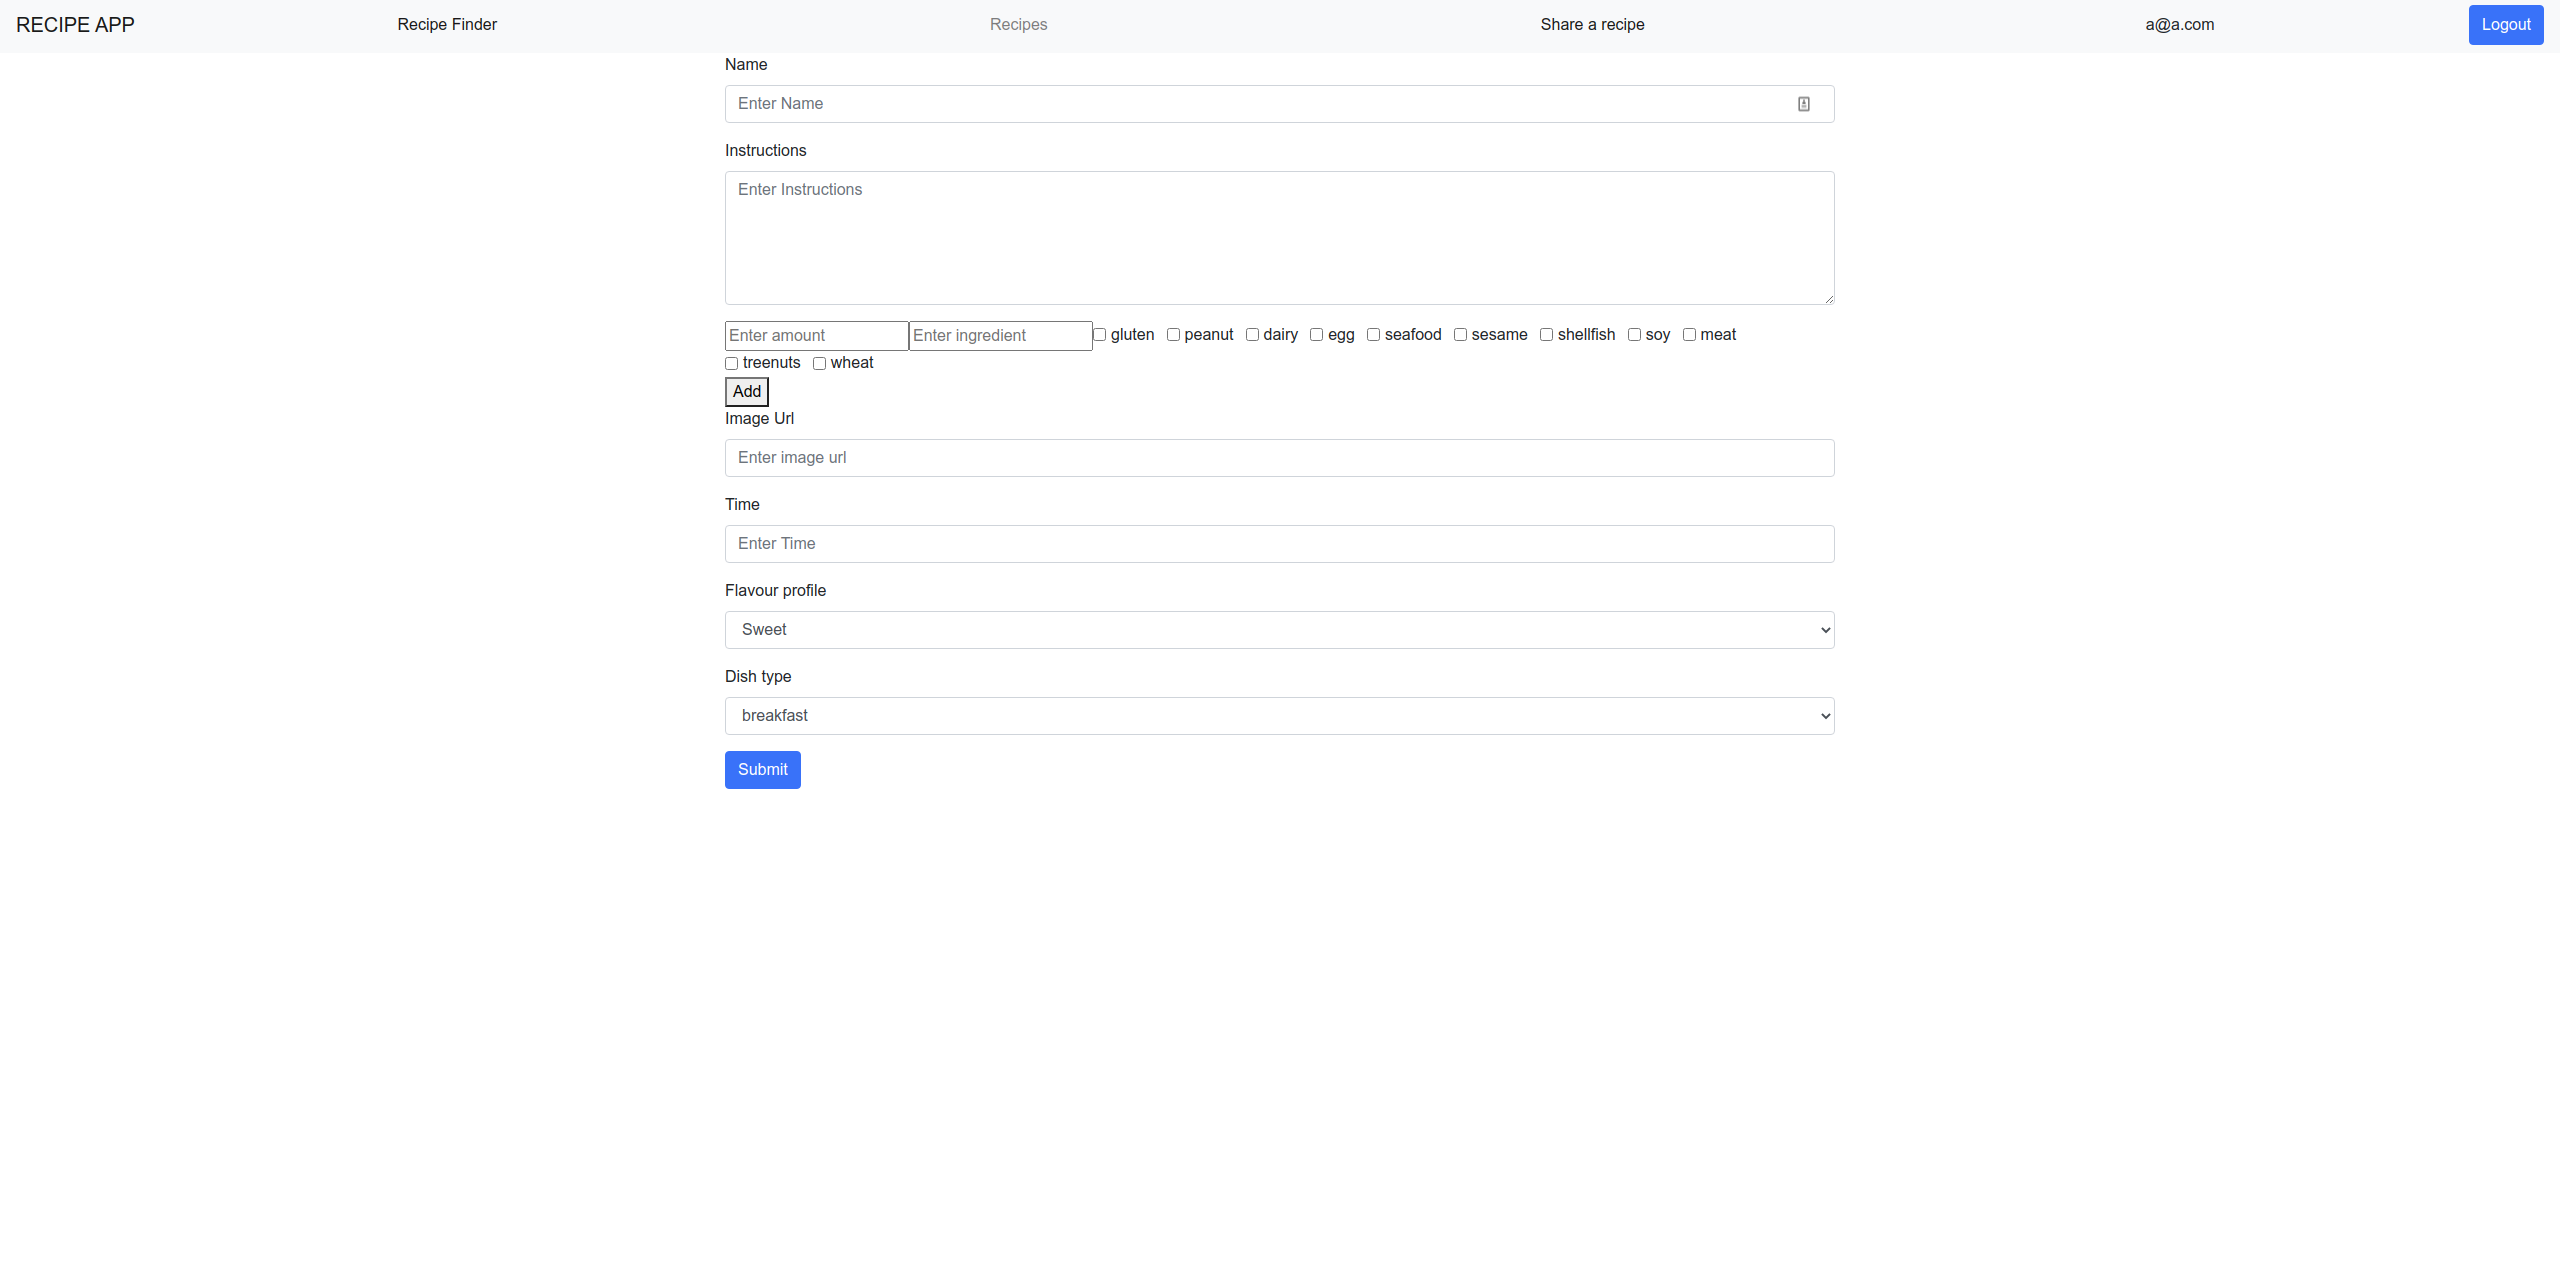 RECIPE APP Recipe Finder Recipes Share a recipe a@a.com Logout
Name
Enter Name
Instructions
Enter Instructions
Enter amount Enter ingredient gluten peanut dairy egg seafood sesame shellfish soy meat
treenuts wheat
Add
Image Url
Enter image url
Time
Enter Time
Flavour profile
Sweet
Dish type
breakfast
Submit